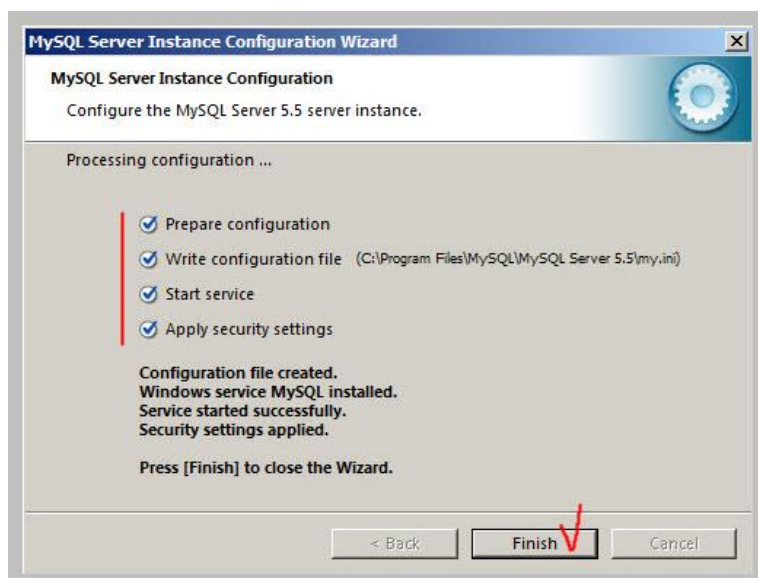 MySQL Server Instance Configuration Wizard
MySQL Server Instance Configuration
Configure the MySQL Server 5.5 server instance.
Processing configuration ...
Prepare configuration
Write configuration file (C:\Program Files\MySQL\MySQL Server 5.5\my.ini)
Start service
Apply security settings
Configuration file created.
Windows service MySQL installed.
Service started successfully.
Security settings applied.
Press [Finish] to close the Wizard.
< Back Finish Cancel